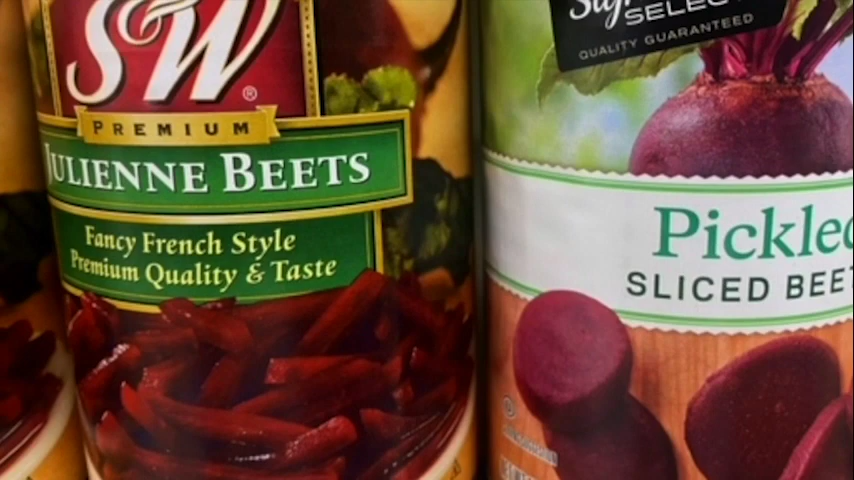 S&W®
PREMIUM
JULIENNE BEETS
Fancy French Style
Premium Quality & Taste
SELECT
QUALITY GUARANTEED
Pickled
SLICED BEET